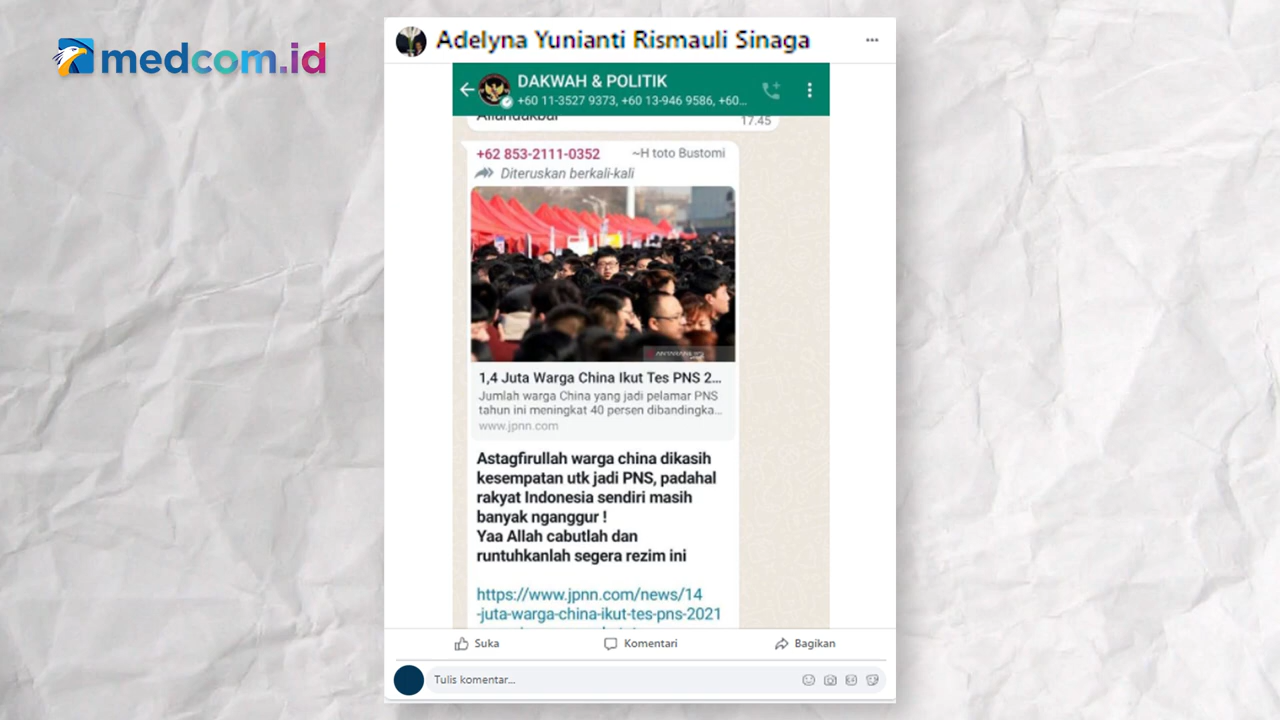 medcom.id
Adelyna Yunianti Rismauli Sinaga
DAKWAH & POLITIK
+60 11-3527 9373, +60 13-946 9586, +60...
Allahuakbar
17.45
+62 853-2111-0352
~H toto Bustomi
Diteruskan berkali-kali
ANTARANEWS
1,4 Juta Warga China Ikut Tes PNS 2...
Jumlah warga China yang jadi pelamar PNS
tahun ini meningkat 40 persen dibandingka...
www.jpnn.com
Astagfirullah warga china dikasih
kesempatan utk jadi PNS, padahal
rakyat Indonesia sendiri masih
banyak nganggur !
Yaa Allah cabutlah dan
runtuhkanlah segera rezim ini
https://www.jpnn.com/news/14
-juta-warga-china-ikut-tes-pns-2021
Suka
Komentari
Bagikan
Tulis komentar...